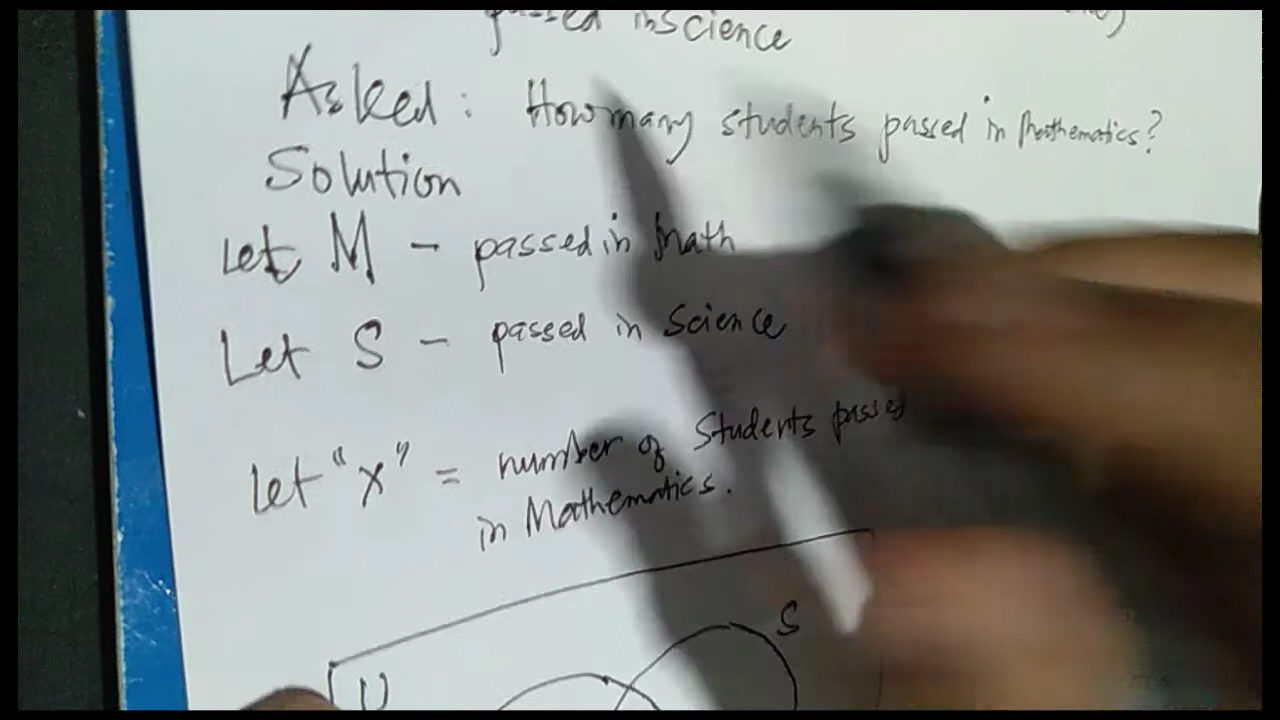 passed in science
Asked: How many students passed in Mathematics?
Solution
Let M - passed in Math
Let S - passed in Science
Let "x" = number of Students passed
in Mathematics.
S
U